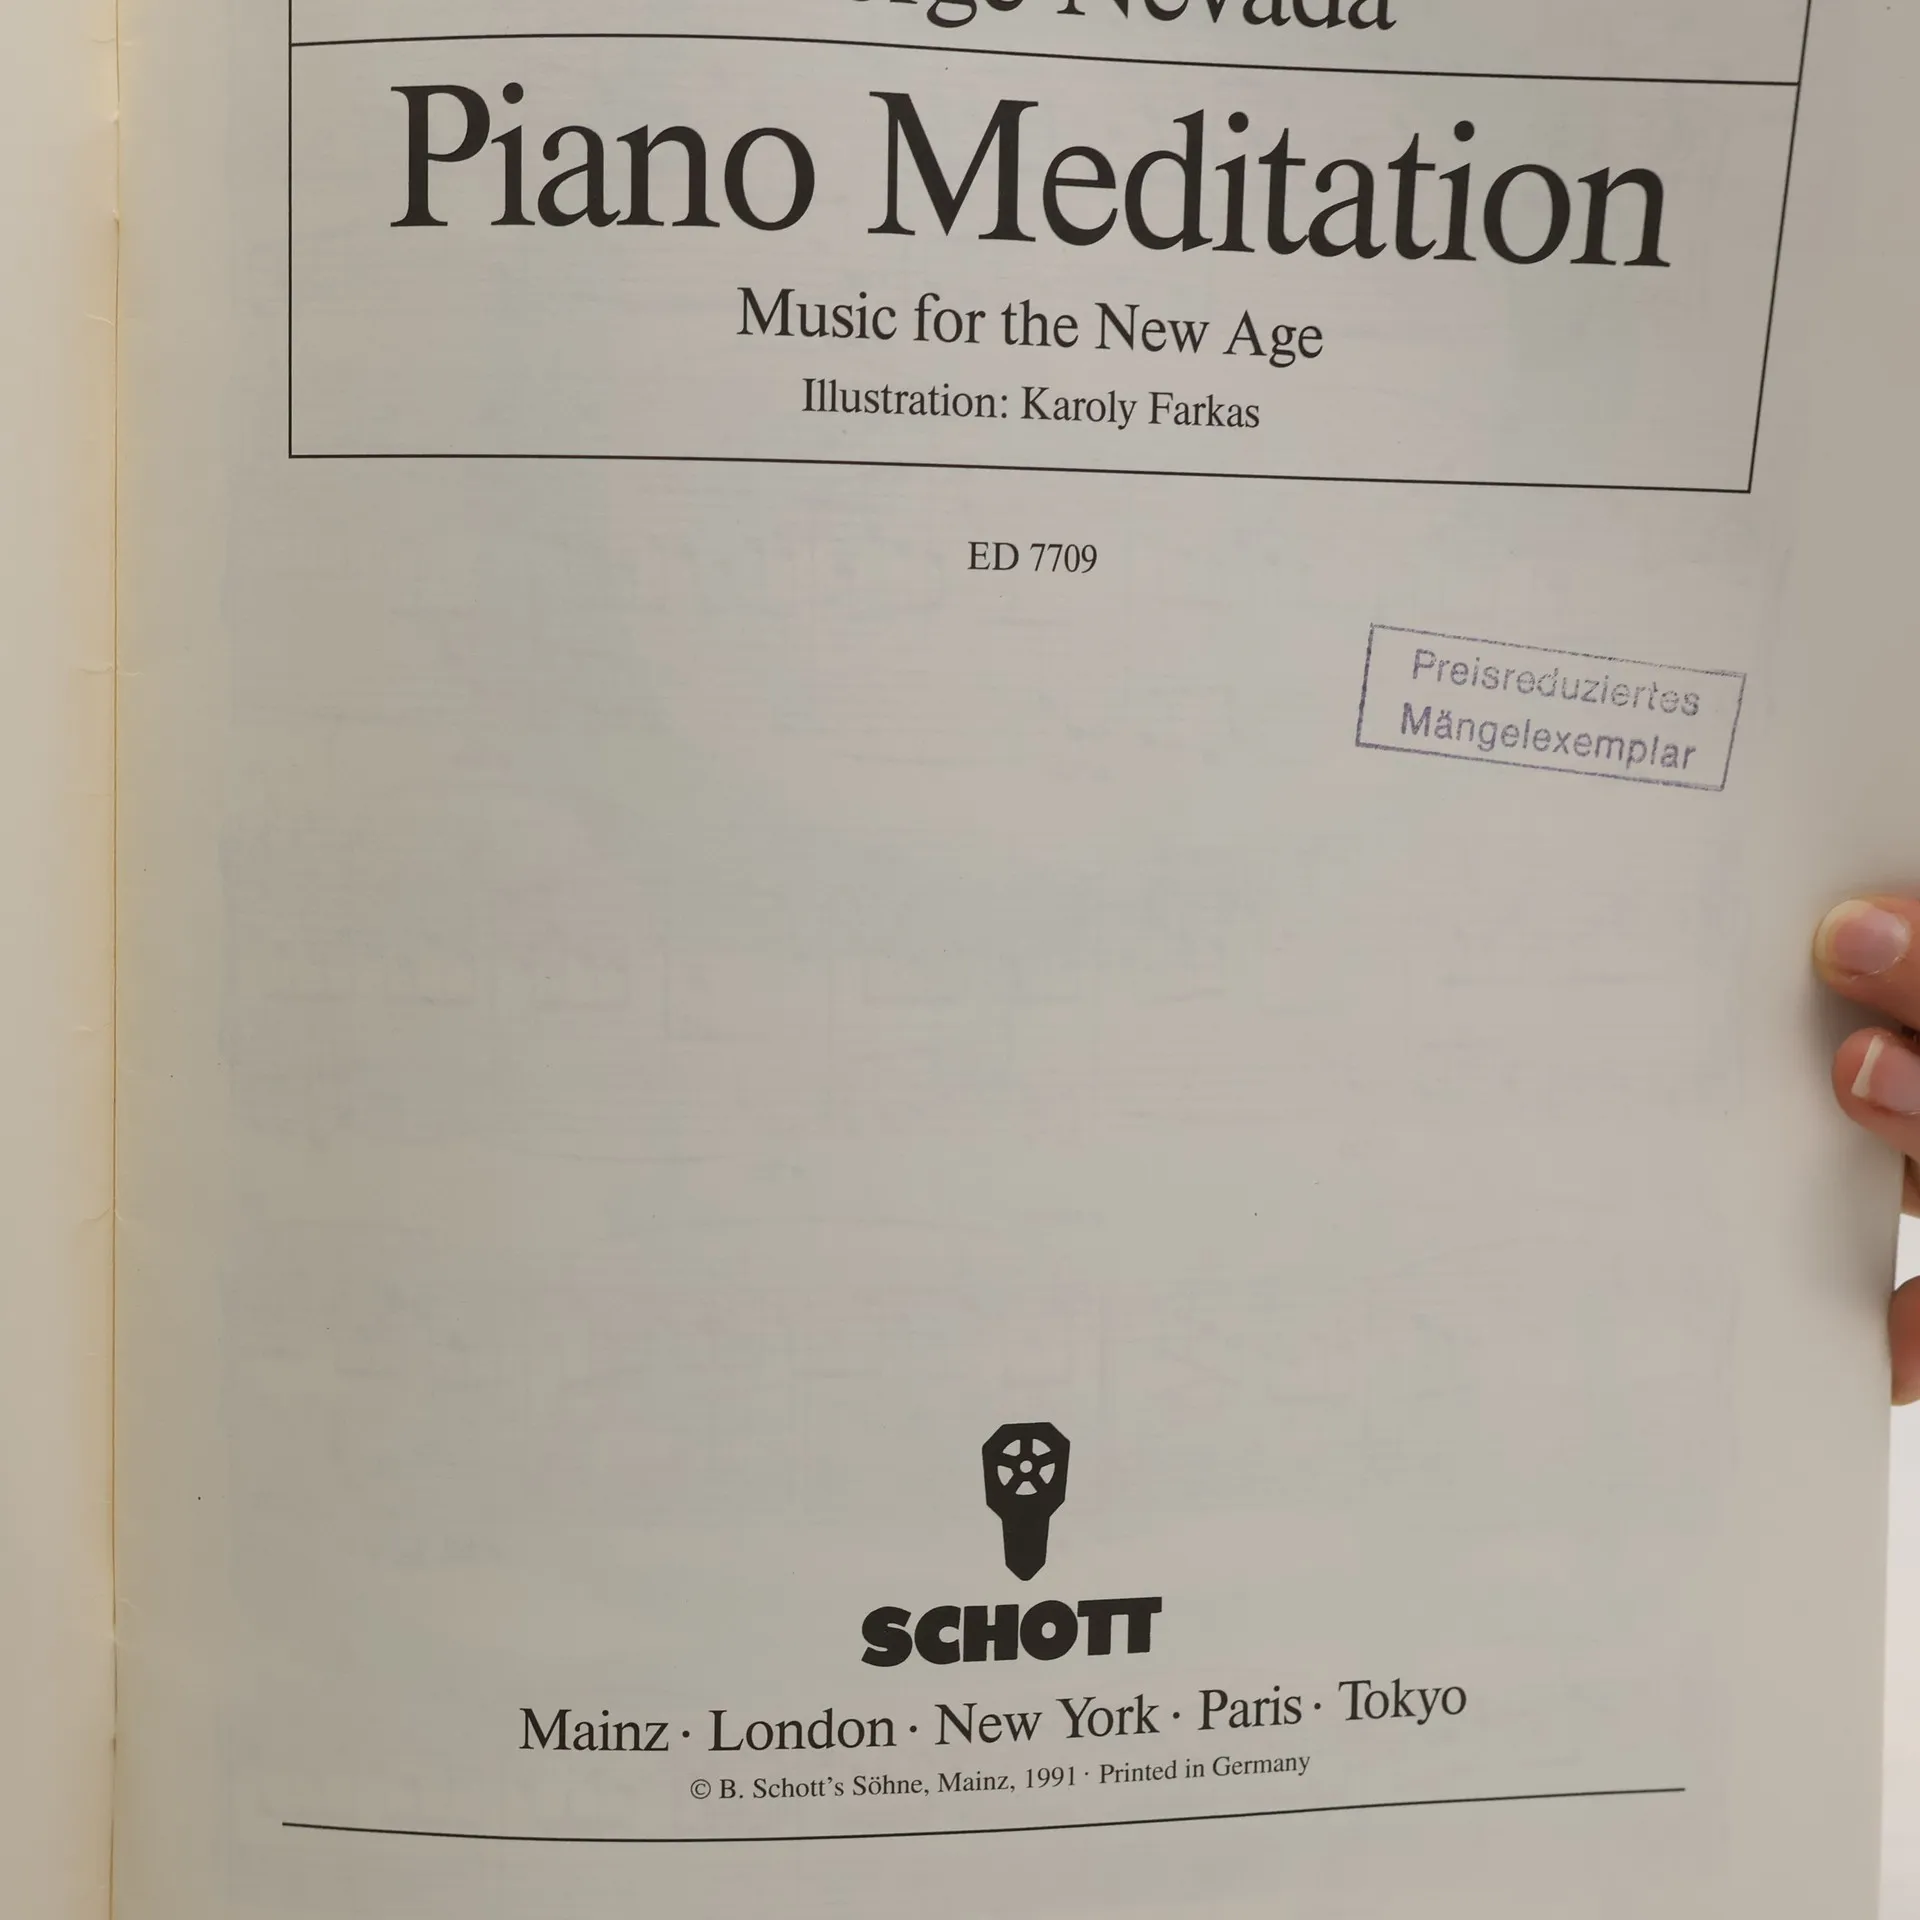 Nevada
Piano Meditation
Music for the New Age
Illustration: Karoly Farkas
ED 7709
Preisreduziertes
Mängelexemplar
SCHOTT
Mainz · London · New York · Paris · Tokyo
© B. Schott's Söhne, Mainz, 1991 · Printed in Germany